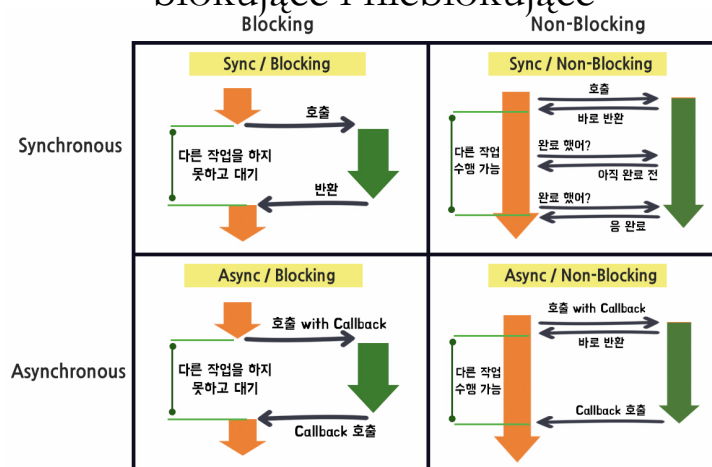 blokujące i nieblokujące
Blocking
Non-Blocking
Synchronous
Sync / Blocking
호출
다른 작업을 하지
못하고 대기
반환
Sync / Non-Blocking
호출
바로 반환
다른 작업
수행 가능
완료 했어?
아직 완료 전
완료 했어?
음 완료
Asynchronous
Async / Blocking
호출 with Callback
다른 작업을 하지
못하고 대기
Callback 호출
Async / Non-Blocking
호출 with Callback
바로 반환
다른 작업
수행 가능
Callback 호출